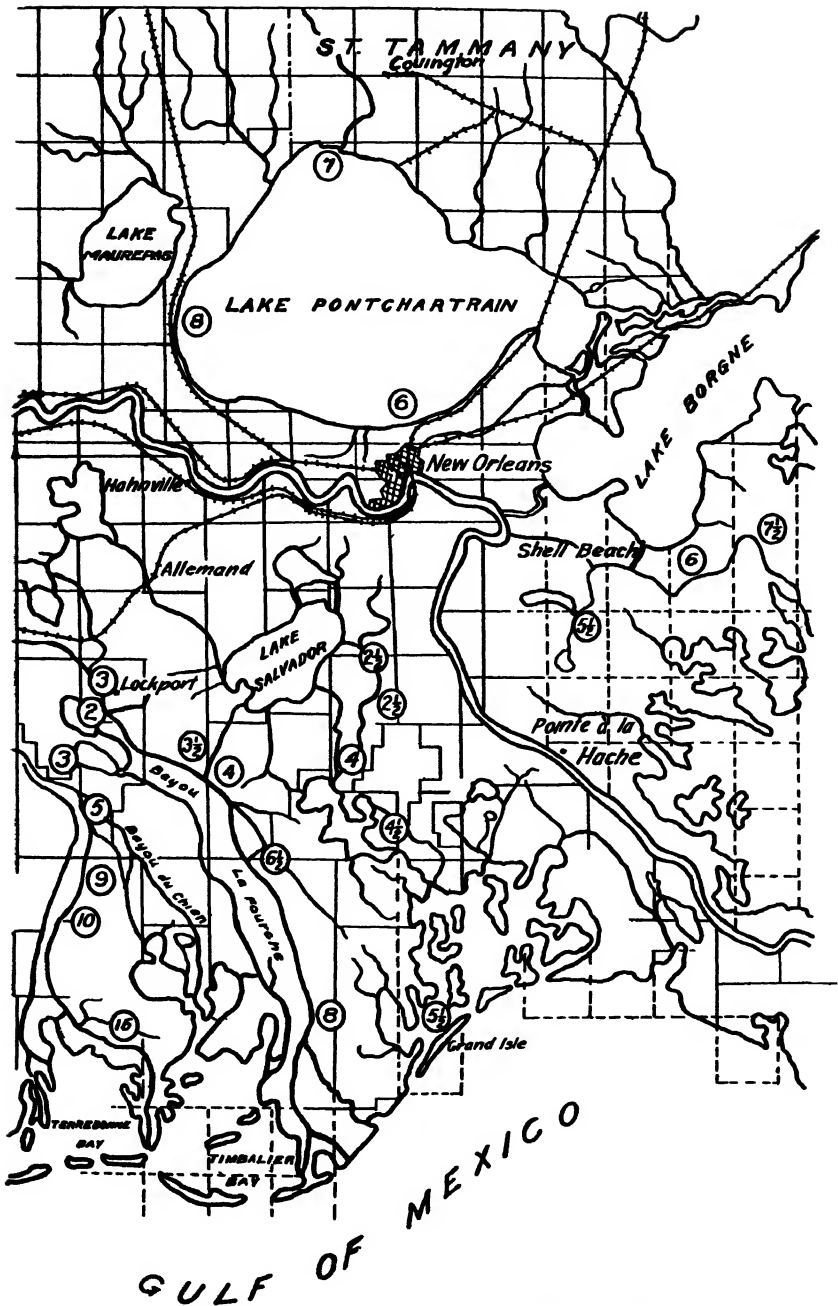 ST. TAMMANY
Covington
7
LAKE
MAUREPAS
LAKE PONTCHARTRAIN
8
6
LAKE BORGNE
New Orleans
Hahnville
7½
Shell Beach
6
Allemand
5½
LAKE
SALVADOR
2½
3
Lockport
2
2½
Pointe à la
Hache
3½
3
4
4
Bayou
5
4½
Bayou du Chien
6½
La Fourche
9
10
16
8
5½
Grand Isle
TERREBONNE
BAY
TIMBALIER
BAY
GULF OF MEXICO